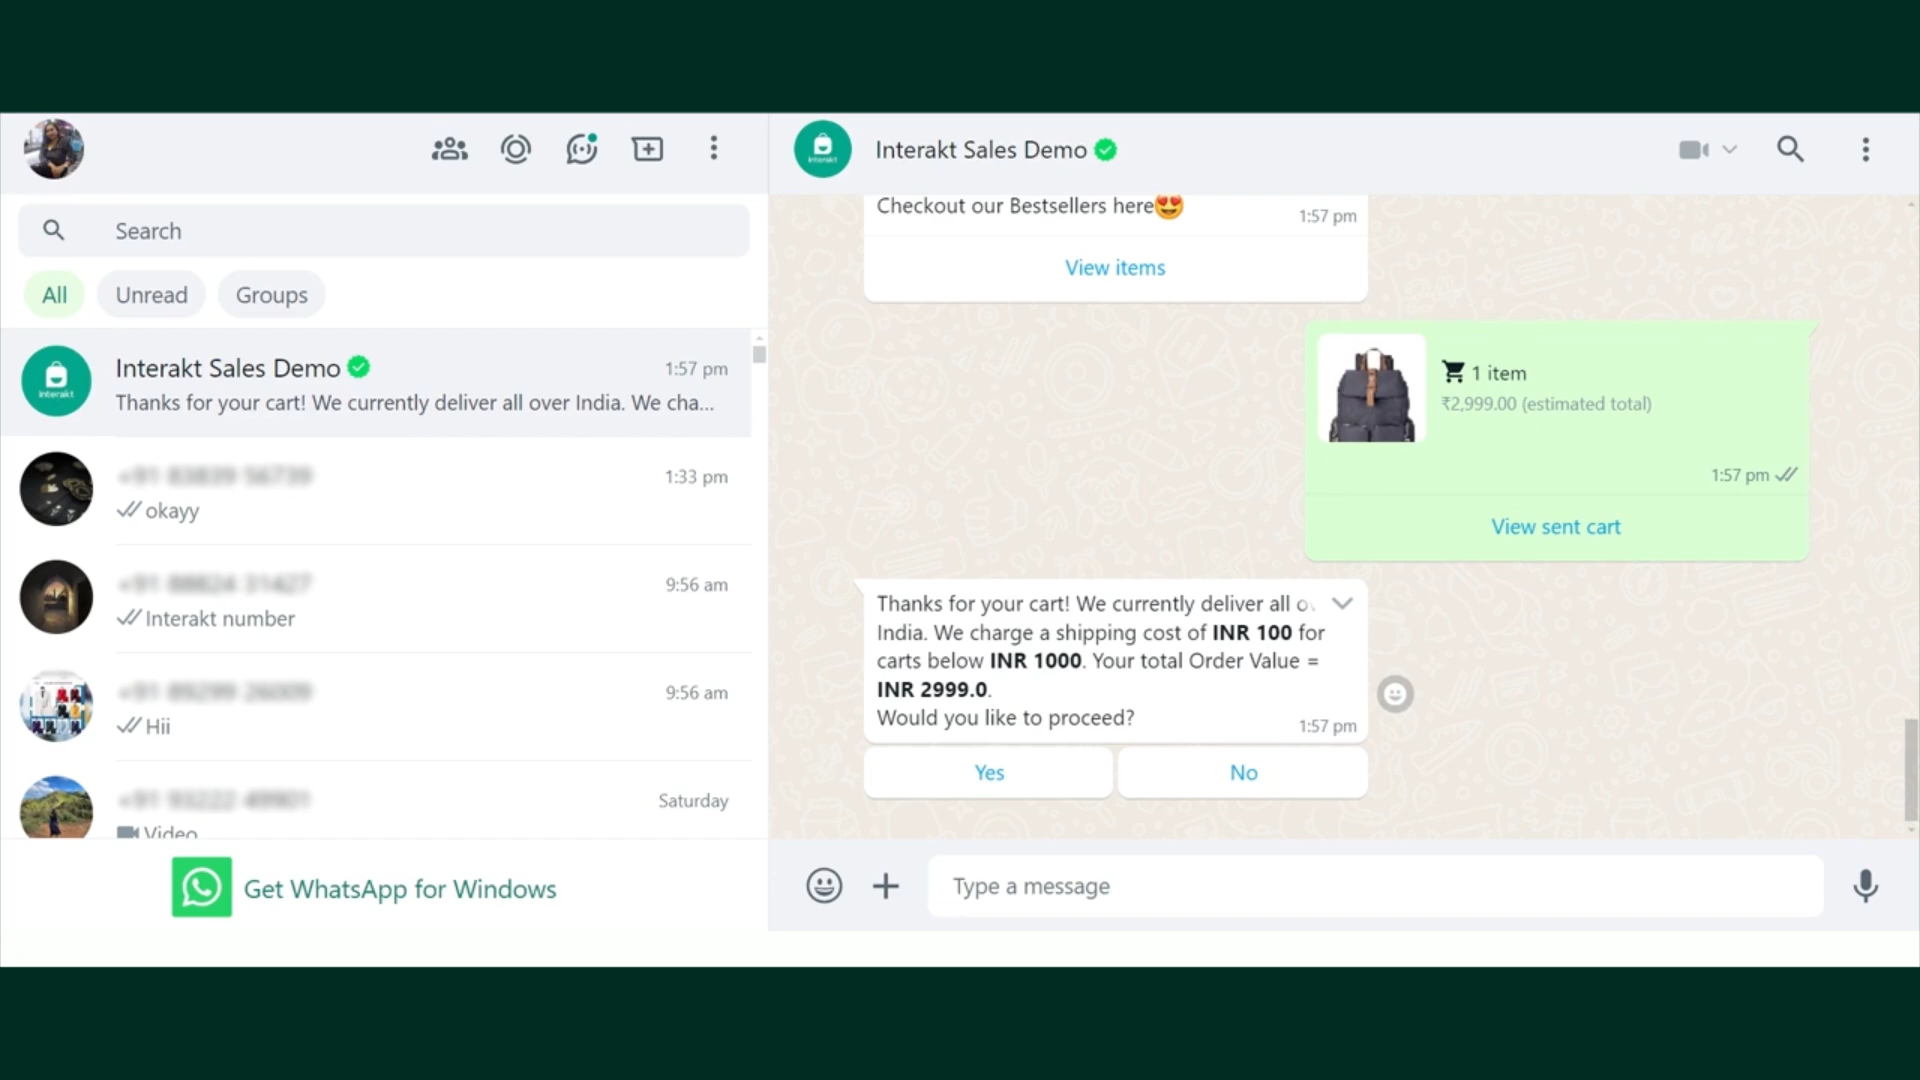 Search
All
Unread
Groups
Interakt Sales Demo
1:57 pm
Thanks for your cart! We currently deliver all over India. We cha...
1:33 pm
okayy
9:56 am
Interakt number
9:56 am
Hii
Saturday
Video
Get WhatsApp for Windows
interakt
Interakt Sales Demo
Checkout our Bestsellers here😍
1:57 pm
View items
1 item
₹2,999.00 (estimated total)
1:57 pm
View sent cart
Thanks for your cart! We currently deliver all
India. We charge a shipping cost of INR 100 for
carts below INR 1000. Your total Order Value =
INR 2999.0.
Would you like to proceed?
1:57 pm
Yes
No
Type a message